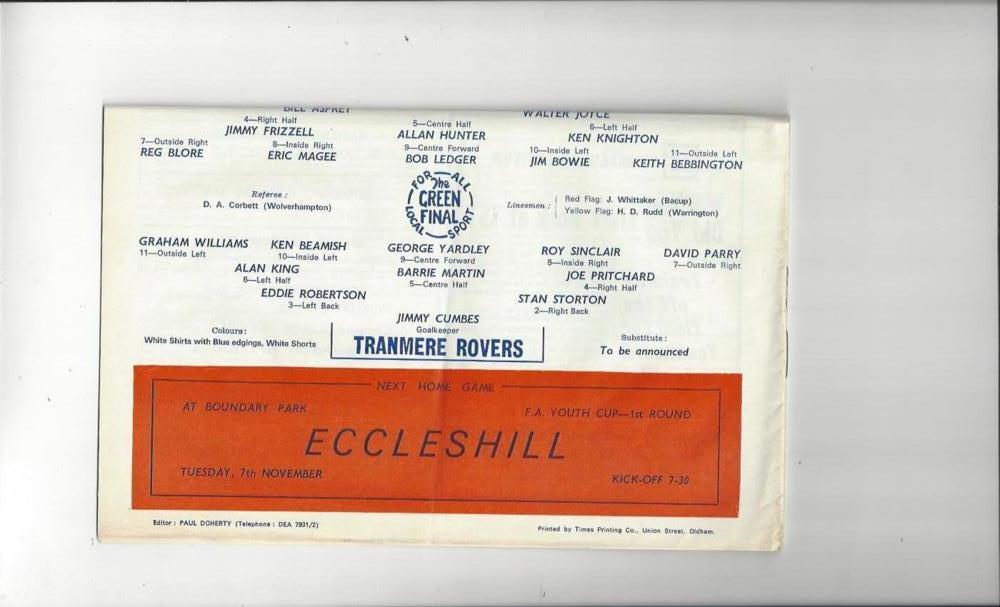 BILL ASPREY
WALTER JOYCE
4—Right Half
5—Centre Half
6—Left Half
JIMMY FRIZZELL
ALLAN HUNTER
KEN KNIGHTON
7—Outside Right
8—Inside Right
9—Centre Forward
10—Inside Left
11—Outside Left
REG BLORE
ERIC MAGEE
BOB LEDGER
JIM BOWIE
KEITH BEBBINGTON
FOR ALL
The
GREEN
FINAL
LOCAL SPORT
Referee :
D. A. Corbett (Wolverhampton)
Linesmen :
Red Flag: J. Whittaker (Bacup)
Yellow Flag: H. D. Rudd (Warrington)
GRAHAM WILLIAMS
KEN BEAMISH
GEORGE YARDLEY
ROY SINCLAIR
DAVID PARRY
11—Outside Left
10—Inside Left
9—Centre Forward
8—Inside Right
7—Outside Right
ALAN KING
BARRIE MARTIN
JOE PRITCHARD
6—Left Half
5—Centre Half
4—Right Half
EDDIE ROBERTSON
STAN STORTON
3—Left Back
2—Right Back
JIMMY CUMBES
Goalkeeper
Colours:
White Shirts with Blue edgings, White Shorts
TRANMERE ROVERS
Substitute :
To be announced
NEXT HOME GAME
AT BOUNDARY PARK
F.A. YOUTH CUP—1st ROUND
ECCLESHILL
TUESDAY, 7th NOVEMBER
KICK-OFF 7-30
Editor : PAUL DOHERTY (Telephone : DEA 7931/2)
Printed by Times Printing Co., Union Street, Oldham.